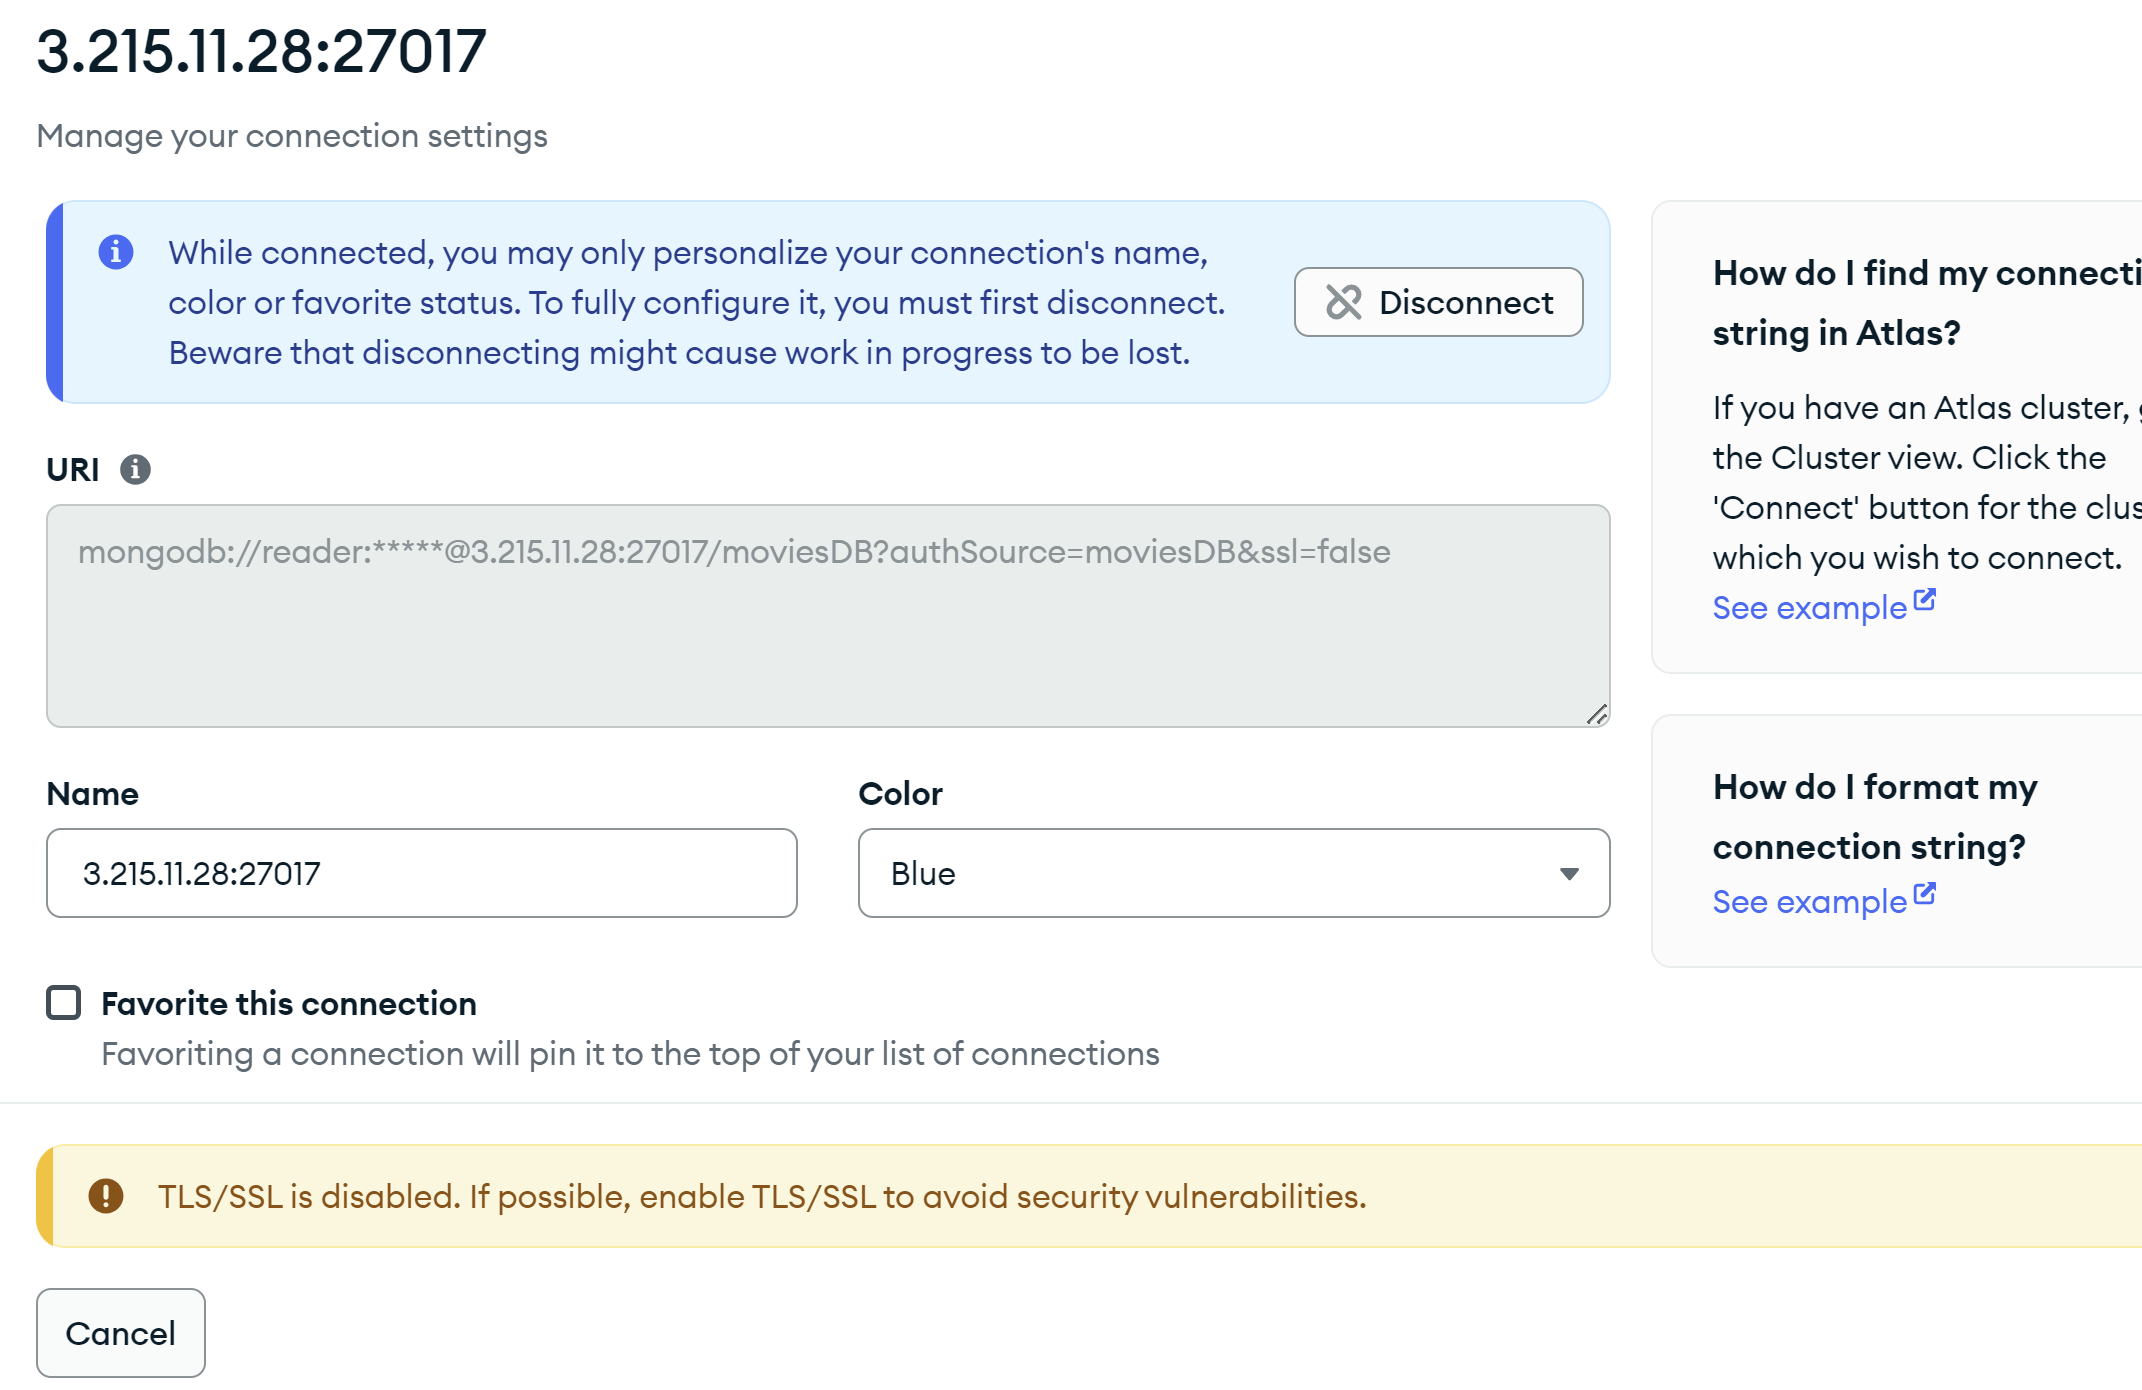 3.215.11.28:27017
Manage your connection settings
While connected, you may only personalize your connection's name,
color or favorite status. To fully configure it, you must first disconnect.
Beware that disconnecting might cause work in progress to be lost.
Disconnect
URI
mongodb://reader:*****@3.215.11.28:27017/moviesDB?authSource=moviesDB&ssl=false
Name
3.215.11.28:27017
Color
Blue
Favorite this connection
Favoriting a connection will pin it to the top of your list of connections
How do I find my connecti
string in Atlas?
If you have an Atlas cluster,
the Cluster view. Click the
'Connect' button for the clus
which you wish to connect.
See example
How do I format my
connection string?
See example
TLS/SSL is disabled. If possible, enable TLS/SSL to avoid security vulnerabilities.
Cancel